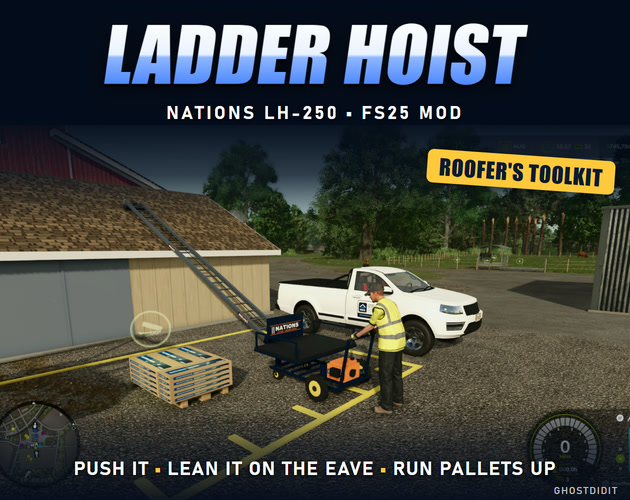 LADDER HOIST
NATIONS LH-250 ▪ FS25 MOD
ROOFER'S TOOLKIT
NATIONS
0
PUSH IT ▪ LEAN IT ON THE EAVE ▪ RUN PALLETS UP
GHOSTDIDIT